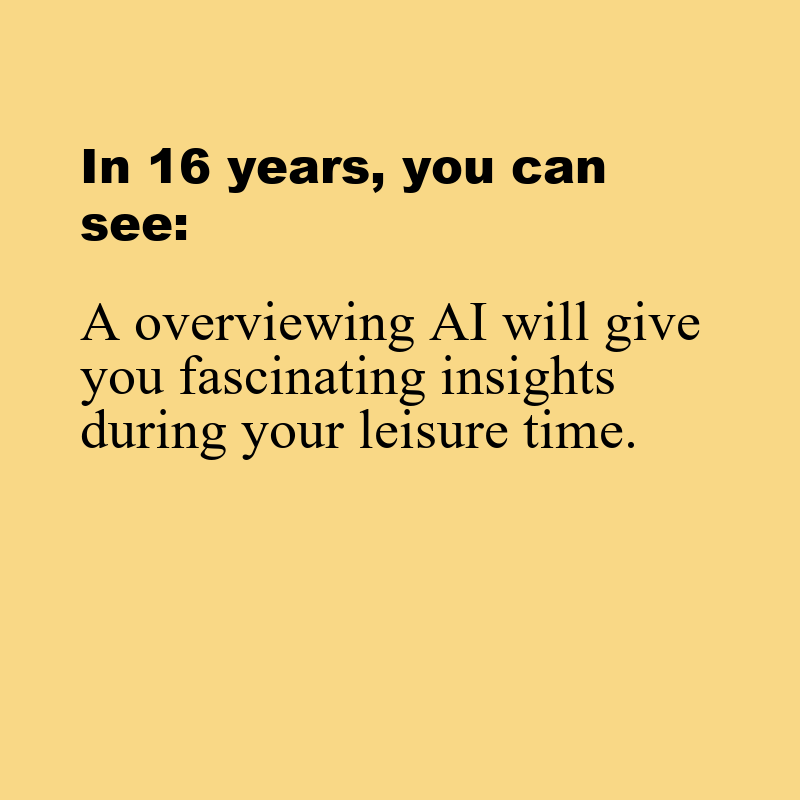 In 16 years, you can
see:
A overviewing AI will give
you fascinating insights
during your leisure time.